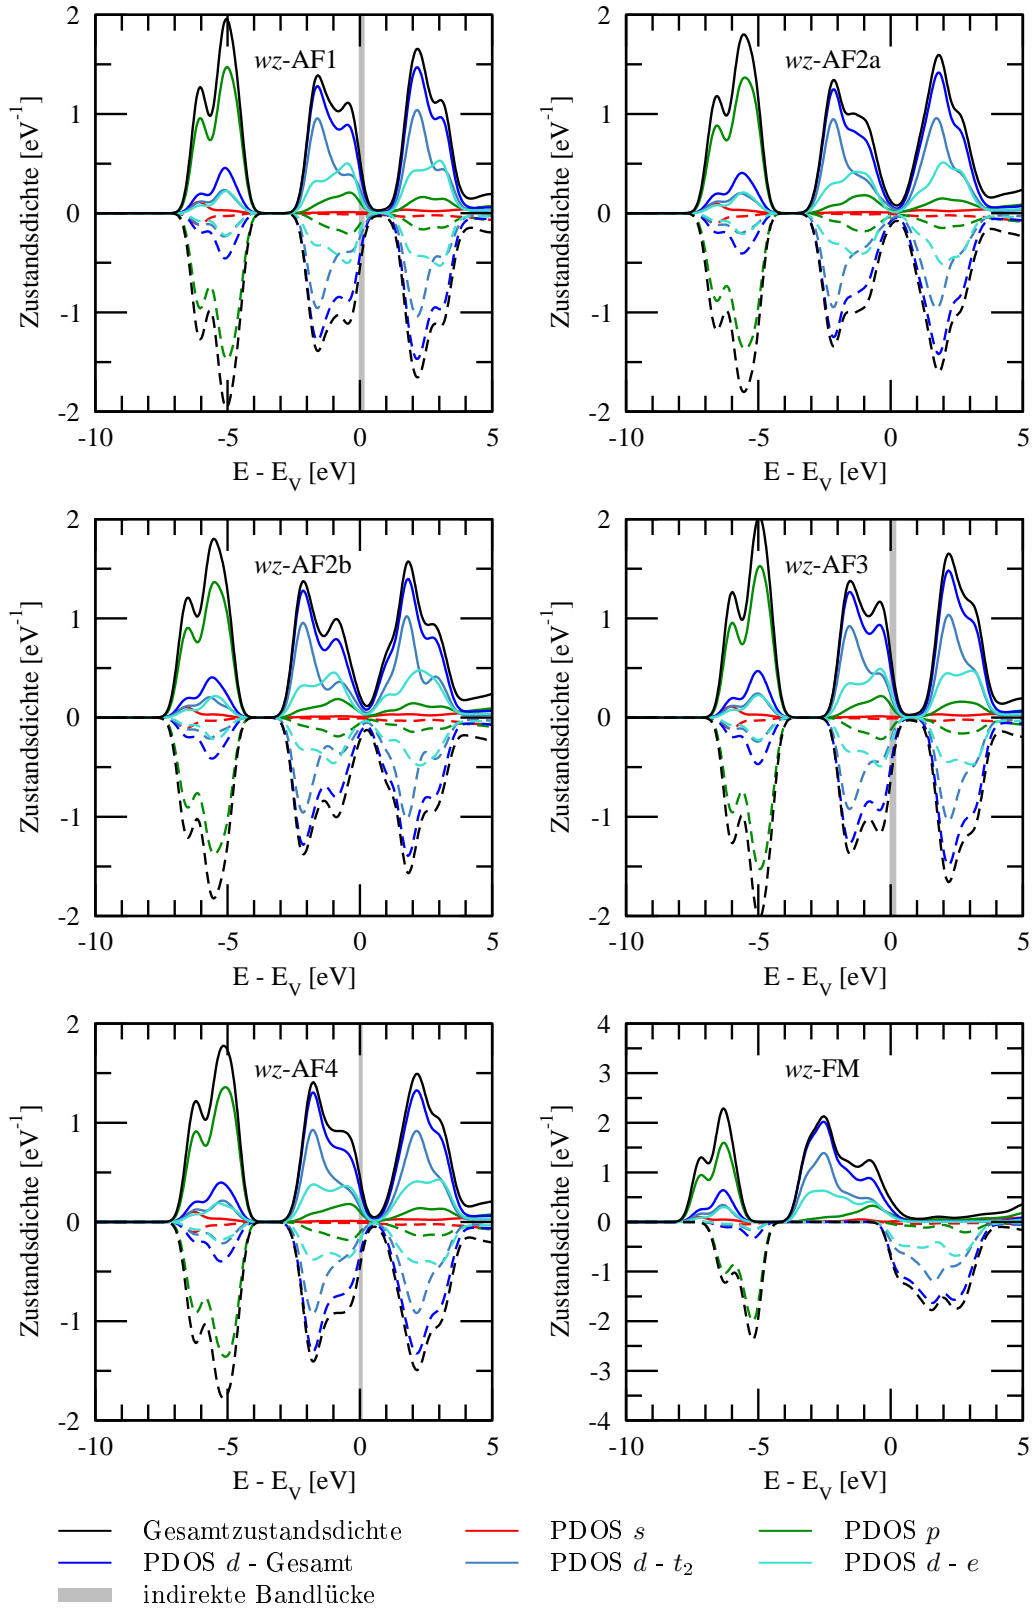 2
1
0
-1
-2
Zustandsdichte [eV⁻¹]
wz-AF1
-10
-5
0
5
E - E_V [eV]
2
1
0
-1
-2
Zustandsdichte [eV⁻¹]
wz-AF2a
-10
-5
0
5
E - E_V [eV]
2
1
0
-1
-2
Zustandsdichte [eV⁻¹]
wz-AF2b
-10
-5
0
5
E - E_V [eV]
2
1
0
-1
-2
Zustandsdichte [eV⁻¹]
wz-AF3
-10
-5
0
5
E - E_V [eV]
2
1
0
-1
-2
Zustandsdichte [eV⁻¹]
wz-AF4
-10
-5
0
5
E - E_V [eV]
4
3
2
1
0
-1
-2
-3
-4
Zustandsdichte [eV⁻¹]
wz-FM
-10
-5
0
5
E - E_V [eV]
Gesamtzustandsdichte
PDOS s
PDOS p
PDOS d - Gesamt
PDOS d - t₂
PDOS d - e
indirekte Bandlücke